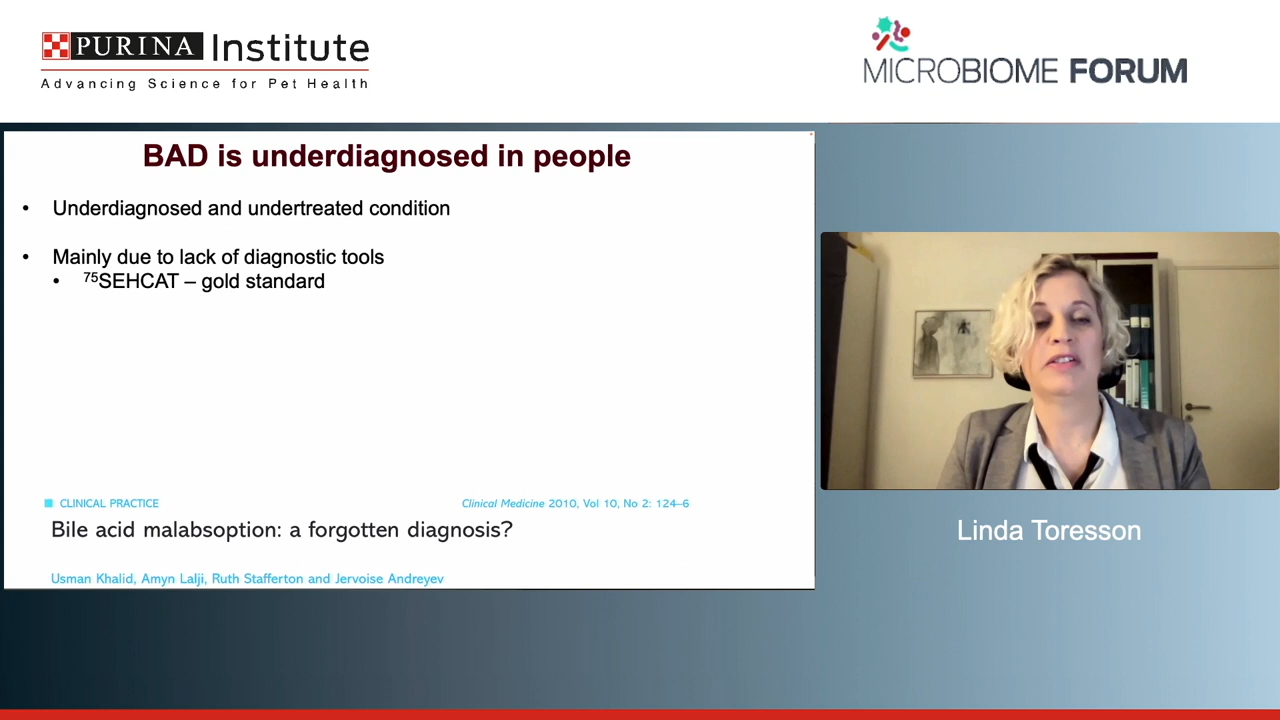 PURINA Institute
Advancing Science for Pet Health
MICROBIOME FORUM
BAD is underdiagnosed in people
• Underdiagnosed and undertreated condition
• Mainly due to lack of diagnostic tools
• ⁷⁵SEHCAT – gold standard
CLINICAL PRACTICE
Clinical Medicine 2010, Vol 10, No 2: 124–6
Bile acid malabsoption: a forgotten diagnosis?
Usman Khalid, Amyn Lalji, Ruth Stafferton and Jervoise Andreyev
Linda Toresson